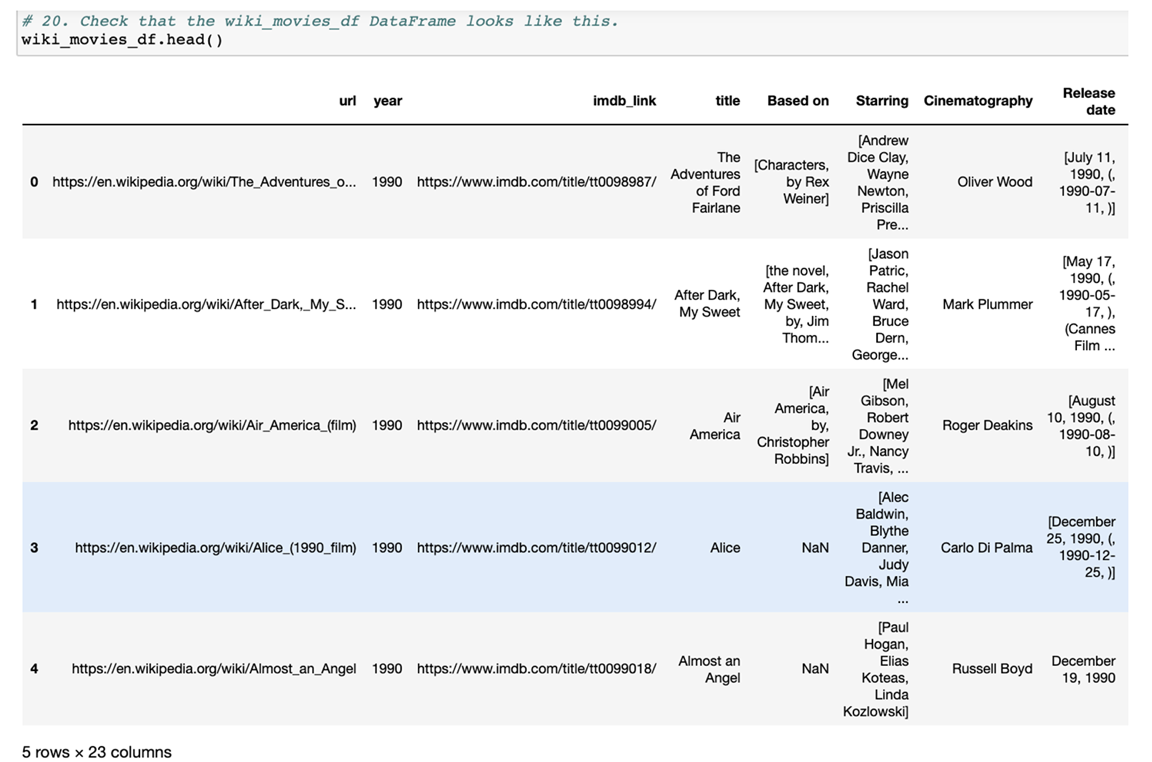 # 20. Check that the wiki_movies_df DataFrame looks like this.
wiki_movies_df.head()
url year imdb_link title Based on Starring Cinematography Release date
0 https://en.wikipedia.org/wiki/The_Adventures_o... 1990 https://www.imdb.com/title/tt0098987/ The Adventures of Ford Fairlane [Characters, by Rex Weiner] [Andrew Dice Clay, Wayne Newton, Priscilla Pre... Oliver Wood [July 11, 1990, (, 1990-07-11, )]
1 https://en.wikipedia.org/wiki/After_Dark,_My_S... 1990 https://www.imdb.com/title/tt0098994/ After Dark, My Sweet [the novel, After Dark, My Sweet, by, Jim Thom... [Jason Patric, Rachel Ward, Bruce Dern, George... Mark Plummer [May 17, 1990, (, 1990-05-17, ), (Cannes Film ...
2 https://en.wikipedia.org/wiki/Air_America_(film) 1990 https://www.imdb.com/title/tt0099005/ Air America [Air America, by, Christopher Robbins] [Mel Gibson, Robert Downey Jr., Nancy Travis, ... Roger Deakins [August 10, 1990, (, 1990-08-10, )]
3 https://en.wikipedia.org/wiki/Alice_(1990_film) 1990 https://www.imdb.com/title/tt0099012/ Alice NaN [Alec Baldwin, Blythe Danner, Judy Davis, Mia ... Carlo Di Palma [December 25, 1990, (, 1990-12-25, )]
4 https://en.wikipedia.org/wiki/Almost_an_Angel 1990 https://www.imdb.com/title/tt0099018/ Almost an Angel NaN [Paul Hogan, Elias Koteas, Linda Kozlowski] Russell Boyd December 19, 1990
5 rows × 23 columns